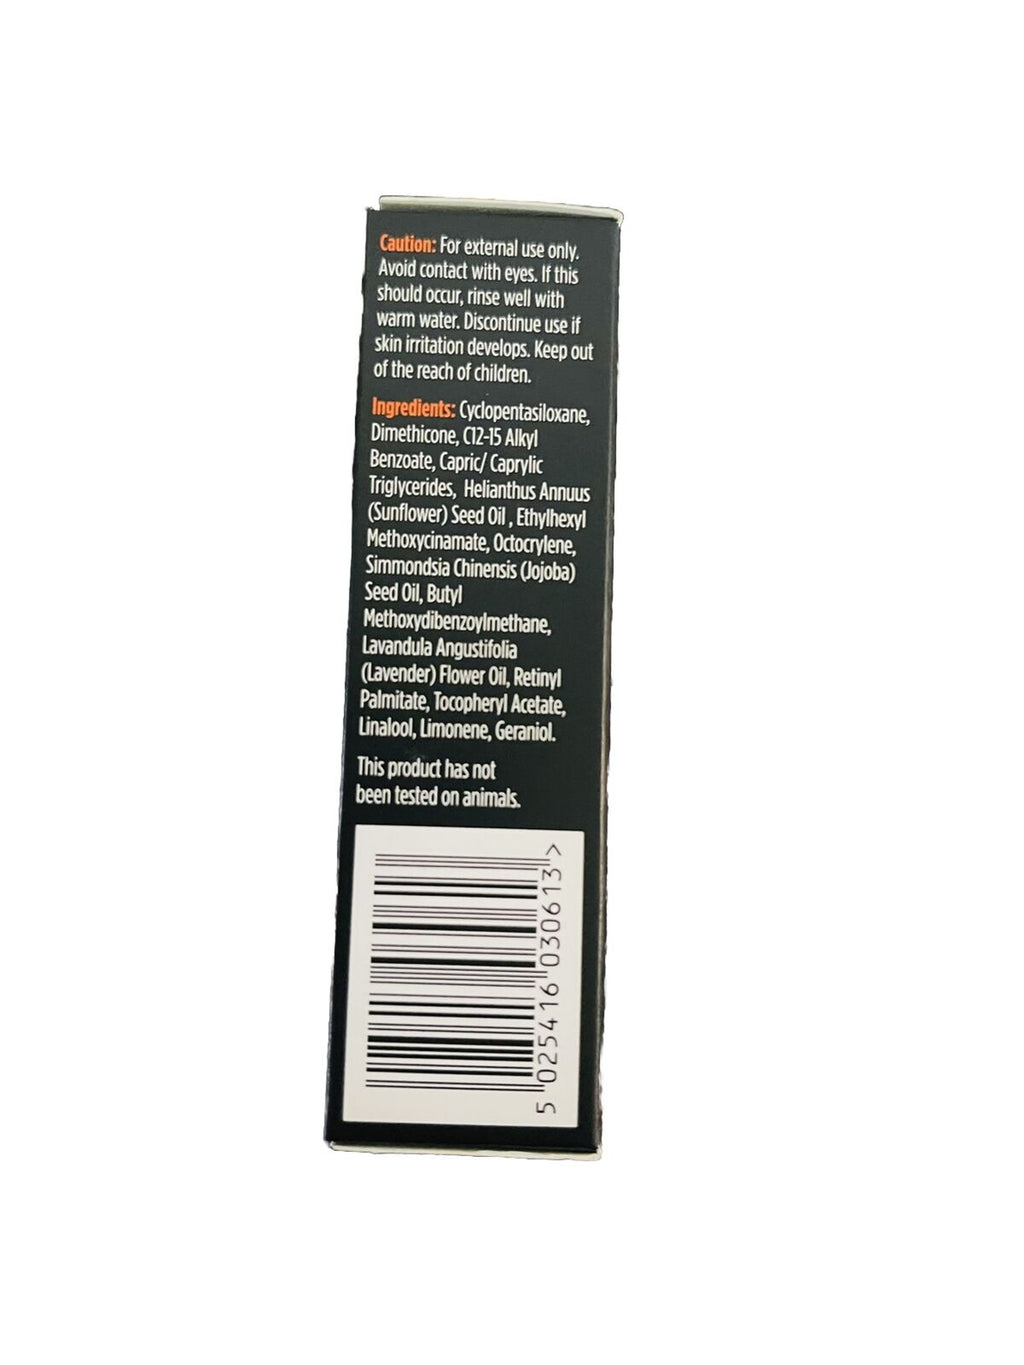 Caution: For external use only.
Avoid contact with eyes. If this
should occur, rinse well with
warm water. Discontinue use if
skin irritation develops. Keep out
of the reach of children.
Ingredients: Cyclopentasiloxane,
Dimethicone, C12-15 Alkyl
Benzoate, Capric/ Caprylic
Triglycerides, Helianthus Annuus
(Sunflower) Seed Oil , Ethylhexyl
Methoxycinamate, Octocrylene,
Simmondsia Chinensis (Jojoba)
Seed Oil, Butyl
Methoxydibenzoylmethane,
Lavandula Angustifolia
(Lavender) Flower Oil, Retinyl
Palmitate, Tocopheryl Acetate,
Linalool, Limonene, Geraniol.
This product has not
been tested on animals.
5 025416 030613 >